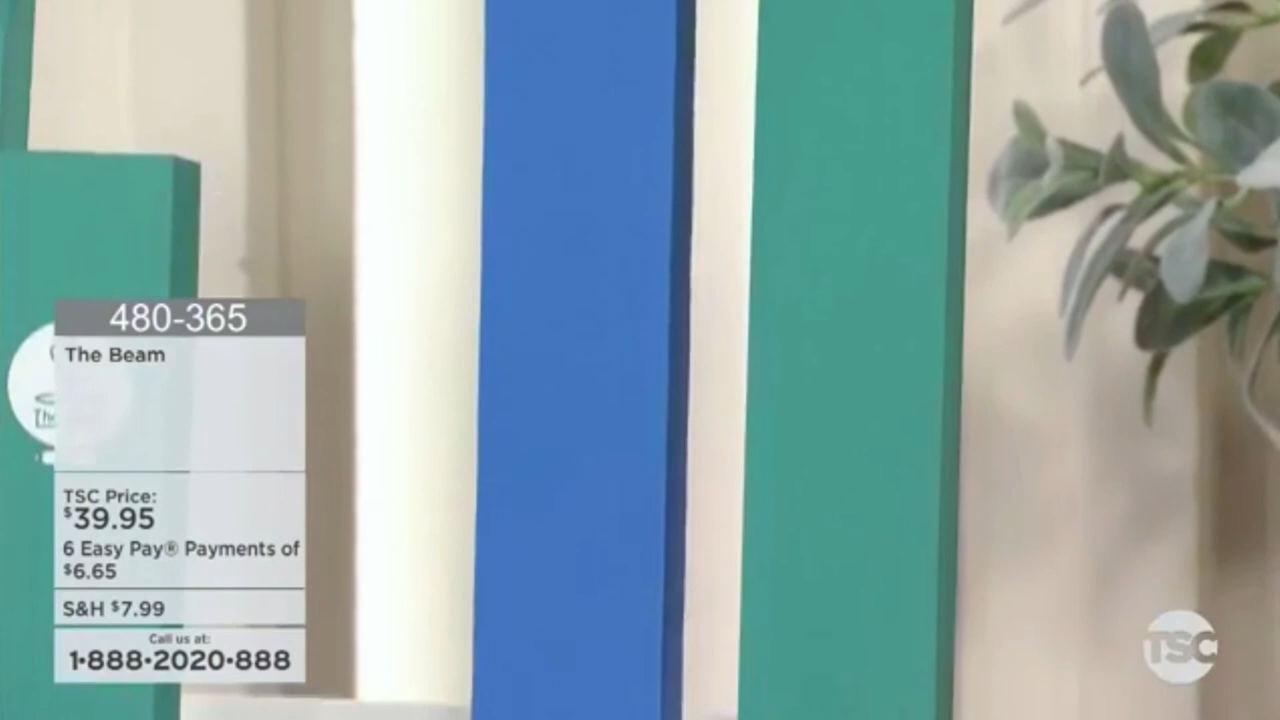 480-365
The Beam
TSC Price:
$39.95
6 Easy Pay® Payments of
$6.65
S&H $7.99
Call us at:
1•888•2020•888
TSC